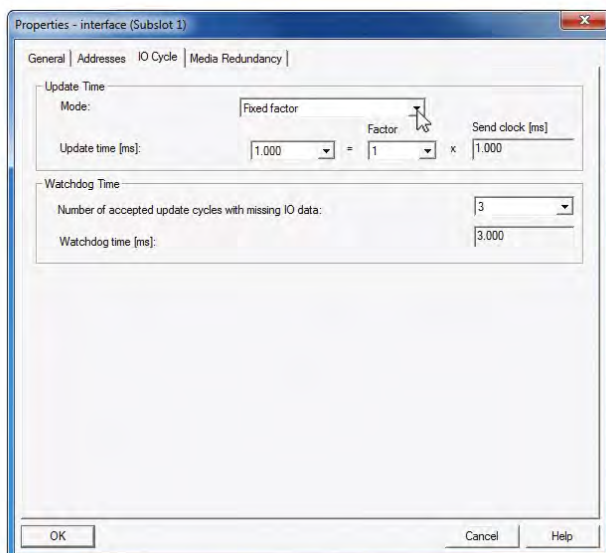 Properties - interface (Subslot 1)
General | Addresses IO Cycle | Media Redundancy |
Update Time
Mode: Fixed factor
Factor Send clock [ms]
Update time [ms]: 1.000 = 1 x 1.000
Watchdog Time
Number of accepted update cycles with missing IO data: 3
Watchdog time [ms]: 3.000
OK Cancel Help